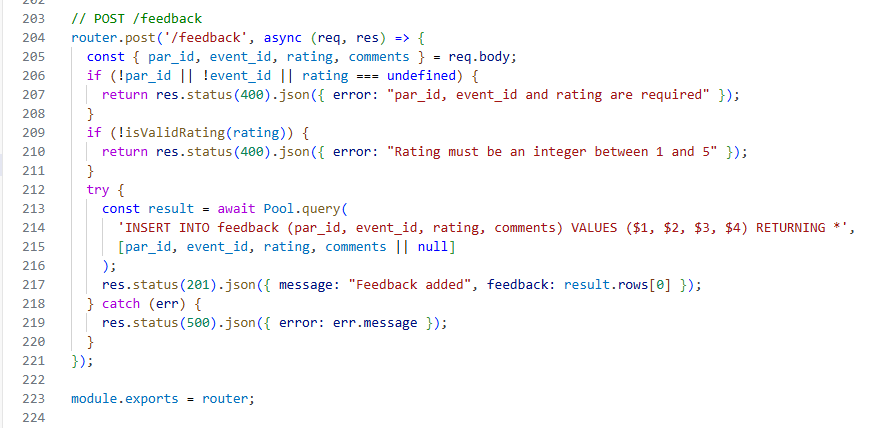 203 // POST /feedback
204 router.post('/feedback', async (req, res) => {
205 const { par_id, event_id, rating, comments } = req.body;
206 if (!par_id || !event_id || rating === undefined) {
207 return res.status(400).json({ error: "par_id, event_id and rating are required" });
208 }
209 if (!isValidRating(rating)) {
210 return res.status(400).json({ error: "Rating must be an integer between 1 and 5" });
211 }
212 try {
213 const result = await Pool.query(
214 'INSERT INTO feedback (par_id, event_id, rating, comments) VALUES ($1, $2, $3, $4) RETURNING *',
215 [par_id, event_id, rating, comments || null]
216 );
217 res.status(201).json({ message: "Feedback added", feedback: result.rows[0] });
218 } catch (err) {
219 res.status(500).json({ error: err.message });
220 }
221 });
222
223 module.exports = router;
224